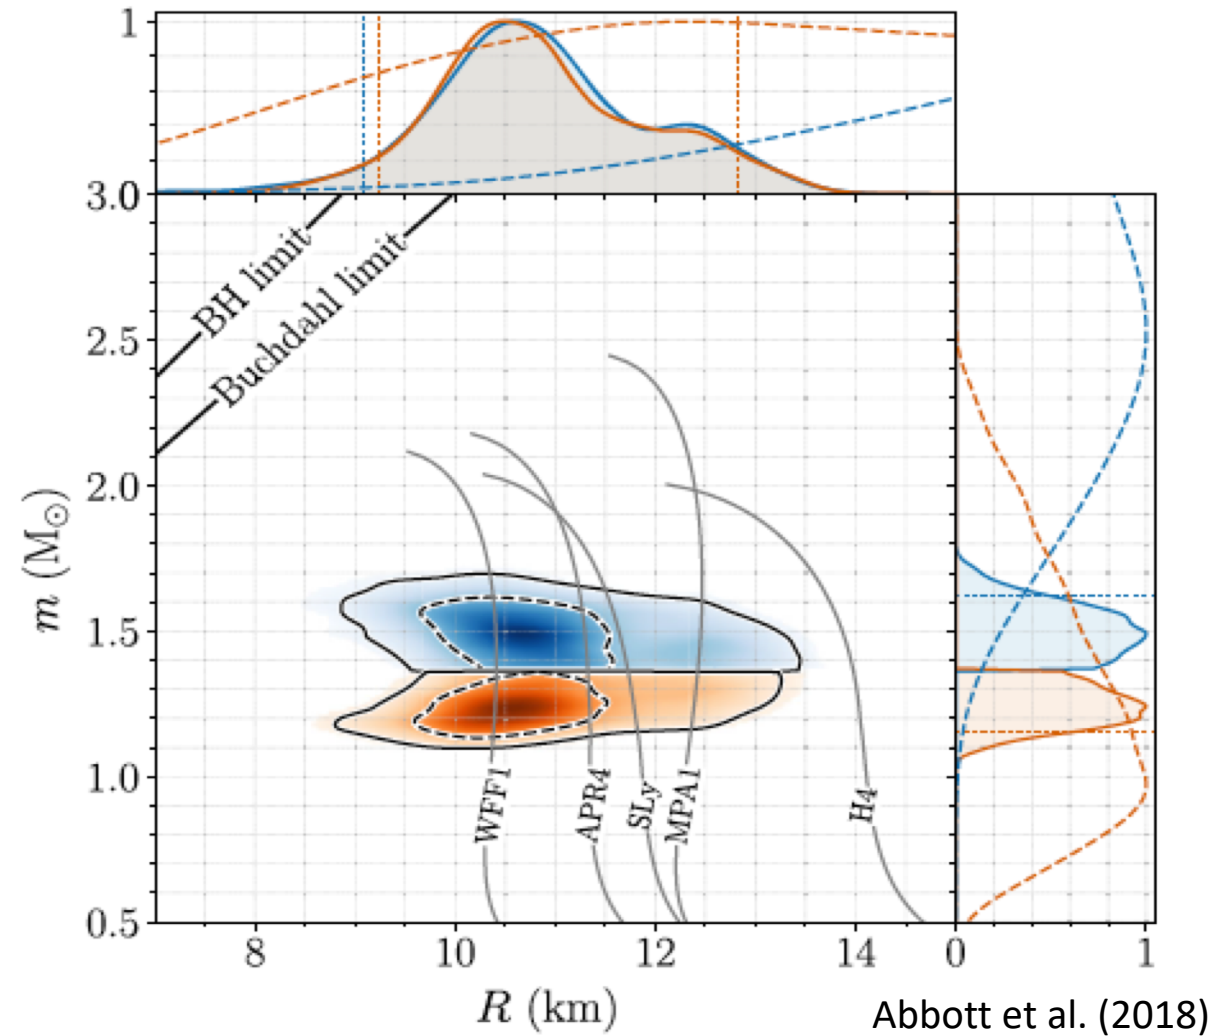 1
3.0
BH limit
Buchdahl limit
2.5
2.0
m (M⊙)
1.5
1.0
WFF1
APR4
SLy
MPA1
H4
0.5
8 10 12 14 0 1
R (km)
Abbott et al. (2018)